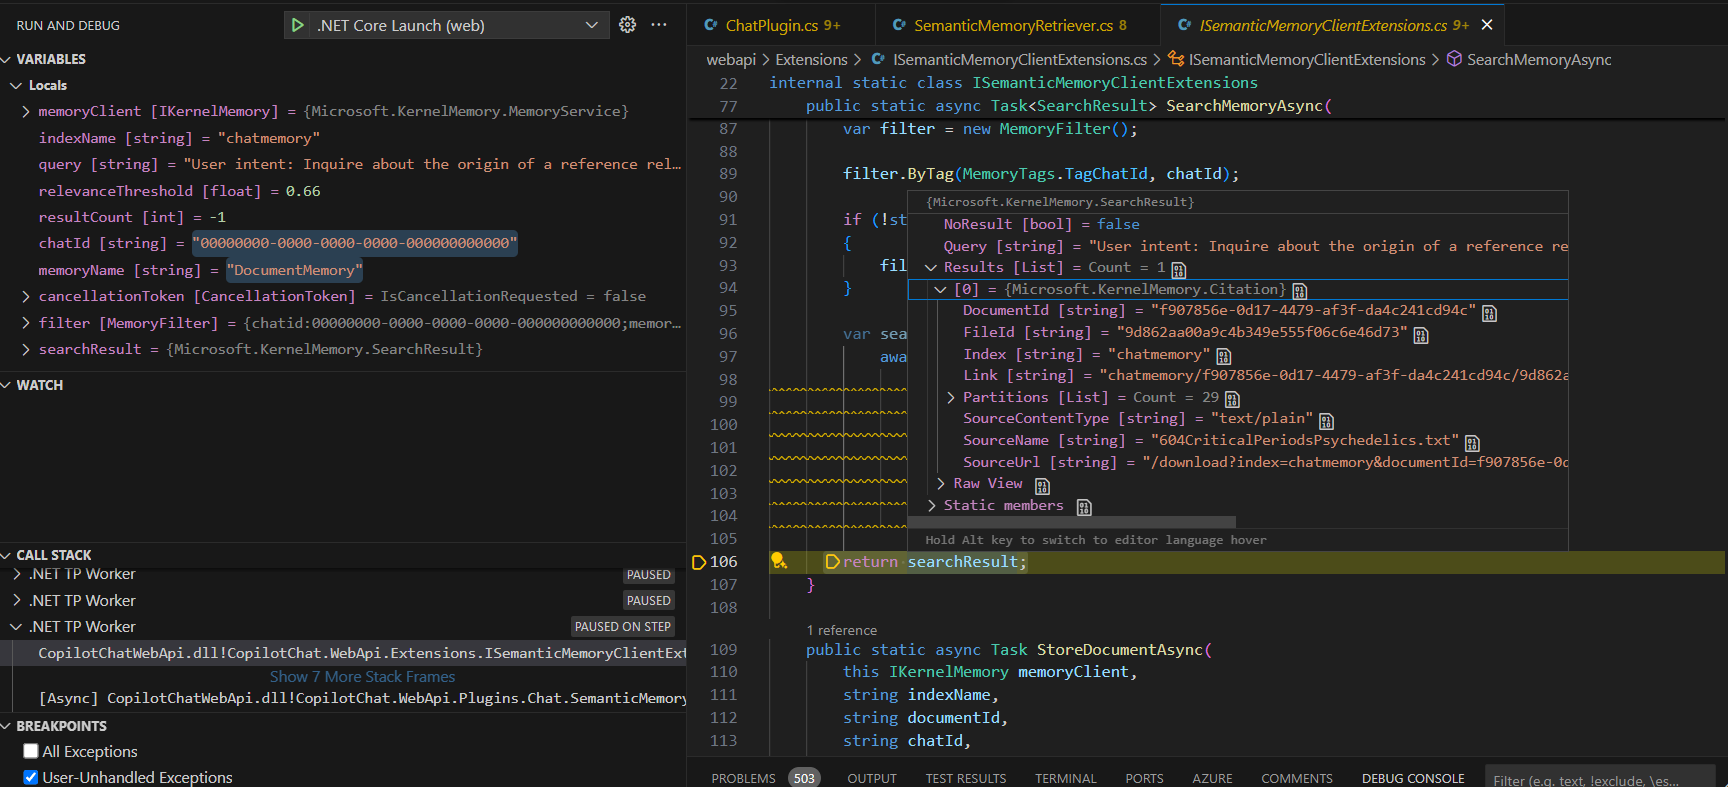 RUN AND DEBUG
.NET Core Launch (web)
VARIABLES
Locals
memoryClient [IKernelMemory] = {Microsoft.KernelMemory.MemoryService}
indexName [string] = "chatmemory"
query [string] = "User intent: Inquire about the origin of a reference rel…
relevanceThreshold [float] = 0.66
resultCount [int] = -1
chatId [string] = "00000000-0000-0000-0000-000000000000"
memoryName [string] = "DocumentMemory"
cancellationToken [CancellationToken] = IsCancellationRequested = false
filter [MemoryFilter] = {chatid:00000000-0000-0000-0000-000000000000;memor…
searchResult = {Microsoft.KernelMemory.SearchResult}
WATCH
CALL STACK
.NET TP Worker PAUSED
.NET TP Worker PAUSED
.NET TP Worker PAUSED ON STEP
CopilotChatWebApi.dll!CopilotChat.WebApi.Extensions.ISemanticMemoryClientExt
Show 7 More Stack Frames
[Async] CopilotChatWebApi.dll!CopilotChat.WebApi.Plugins.Chat.SemanticMemory
BREAKPOINTS
All Exceptions
User-Unhandled Exceptions
ChatPlugin.cs 9+
SemanticMemoryRetriever.cs 8
ISemanticMemoryClientExtensions.cs 9+
webapi > Extensions > ISemanticMemoryClientExtensions.cs > ISemanticMemoryClientExtensions > SearchMemoryAsync
22 internal static class ISemanticMemoryClientExtensions
77 public static async Task<SearchResult> SearchMemoryAsync(
87 var filter = new MemoryFilter();
88
89 filter.ByTag(MemoryTags.TagChatId, chatId);
90
91 if (!st
92 {
93 fil
94 }
95
96 var sea
97 awa
98
99
100
101
102
103
104
105
{Microsoft.KernelMemory.SearchResult}
NoResult [bool] = false
Query [string] = "User intent: Inquire about the origin of a reference re
Results [List] = Count = 1
[0] = {Microsoft.KernelMemory.Citation}
DocumentId [string] = "f907856e-0d17-4479-af3f-da4c241cd94c"
FileId [string] = "9d862aa00a9c4b349e555f06c6e46d73"
Index [string] = "chatmemory"
Link [string] = "chatmemory/f907856e-0d17-4479-af3f-da4c241cd94c/9d862a
Partitions [List] = Count = 29
SourceContentType [string] = "text/plain"
SourceName [string] = "604CriticalPeriodsPsychedelics.txt"
SourceUrl [string] = "/download?index=chatmemory&documentId=f907856e-0d
Raw View
Static members
Hold Alt key to switch to editor language hover
106 return searchResult;
107 }
108
1 reference
109 public static async Task StoreDocumentAsync(
110 this IKernelMemory memoryClient,
111 string indexName,
112 string documentId,
113 string chatId,
PROBLEMS 503 OUTPUT TEST RESULTS TERMINAL PORTS AZURE COMMENTS DEBUG CONSOLE Filter (e.g. text, !exclude, \es...